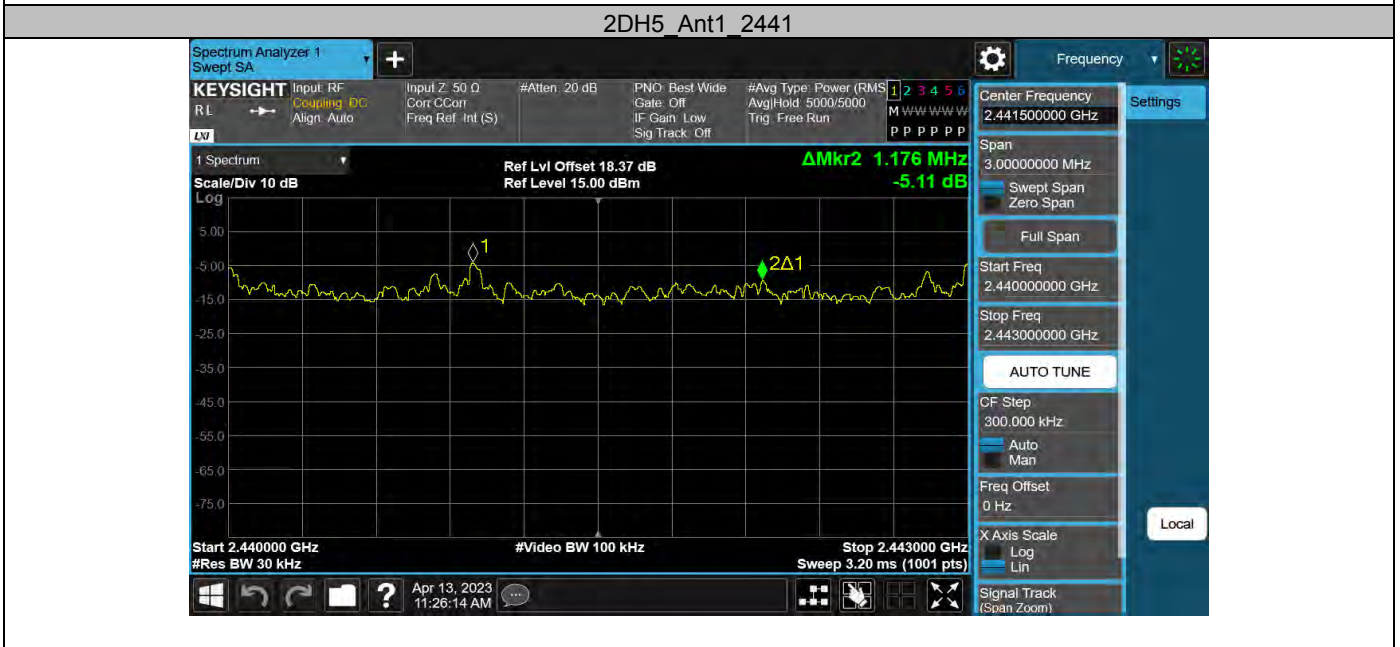 2DH5_Ant1_2441
Spectrum Analyzer 1
Swept SA
+
Frequency
KEYSIGHT
RL
LXI
Input: RF
Coupling: DC
Align: Auto
Input Z: 50 Ω
Corr CCorr
Freq Ref: Int (S)
#Atten: 20 dB
PNO: Best Wide
Gate: Off
IF Gain: Low
Sig Track: Off
#Avg Type: Power (RMS
Avg|Hold: 5000/5000
Trig: Free Run
1 2 3 4 5 6
M W W W W W
P P P P P P
1 Spectrum
Scale/Div 10 dB
Ref Lvl Offset 18.37 dB
Ref Level 15.00 dBm
ΔMkr2 1.176 MHz
-5.11 dB
Log
5.00
-5.00
-15.0
-25.0
-35.0
-45.0
-55.0
-65.0
-75.0
1
2Δ1
Start 2.440000 GHz
#Res BW 30 kHz
#Video BW 100 kHz
Stop 2.443000 GHz
Sweep 3.20 ms (1001 pts)
?
Apr 13, 2023
11:26:14 AM
Center Frequency
2.441500000 GHz
Settings
Span
3.00000000 MHz
Swept Span
Zero Span
Full Span
Start Freq
2.440000000 GHz
Stop Freq
2.443000000 GHz
AUTO TUNE
CF Step
300.000 kHz
Auto
Man
Freq Offset
0 Hz
X Axis Scale
Log
Lin
Local
Signal Track
(Span Zoom)